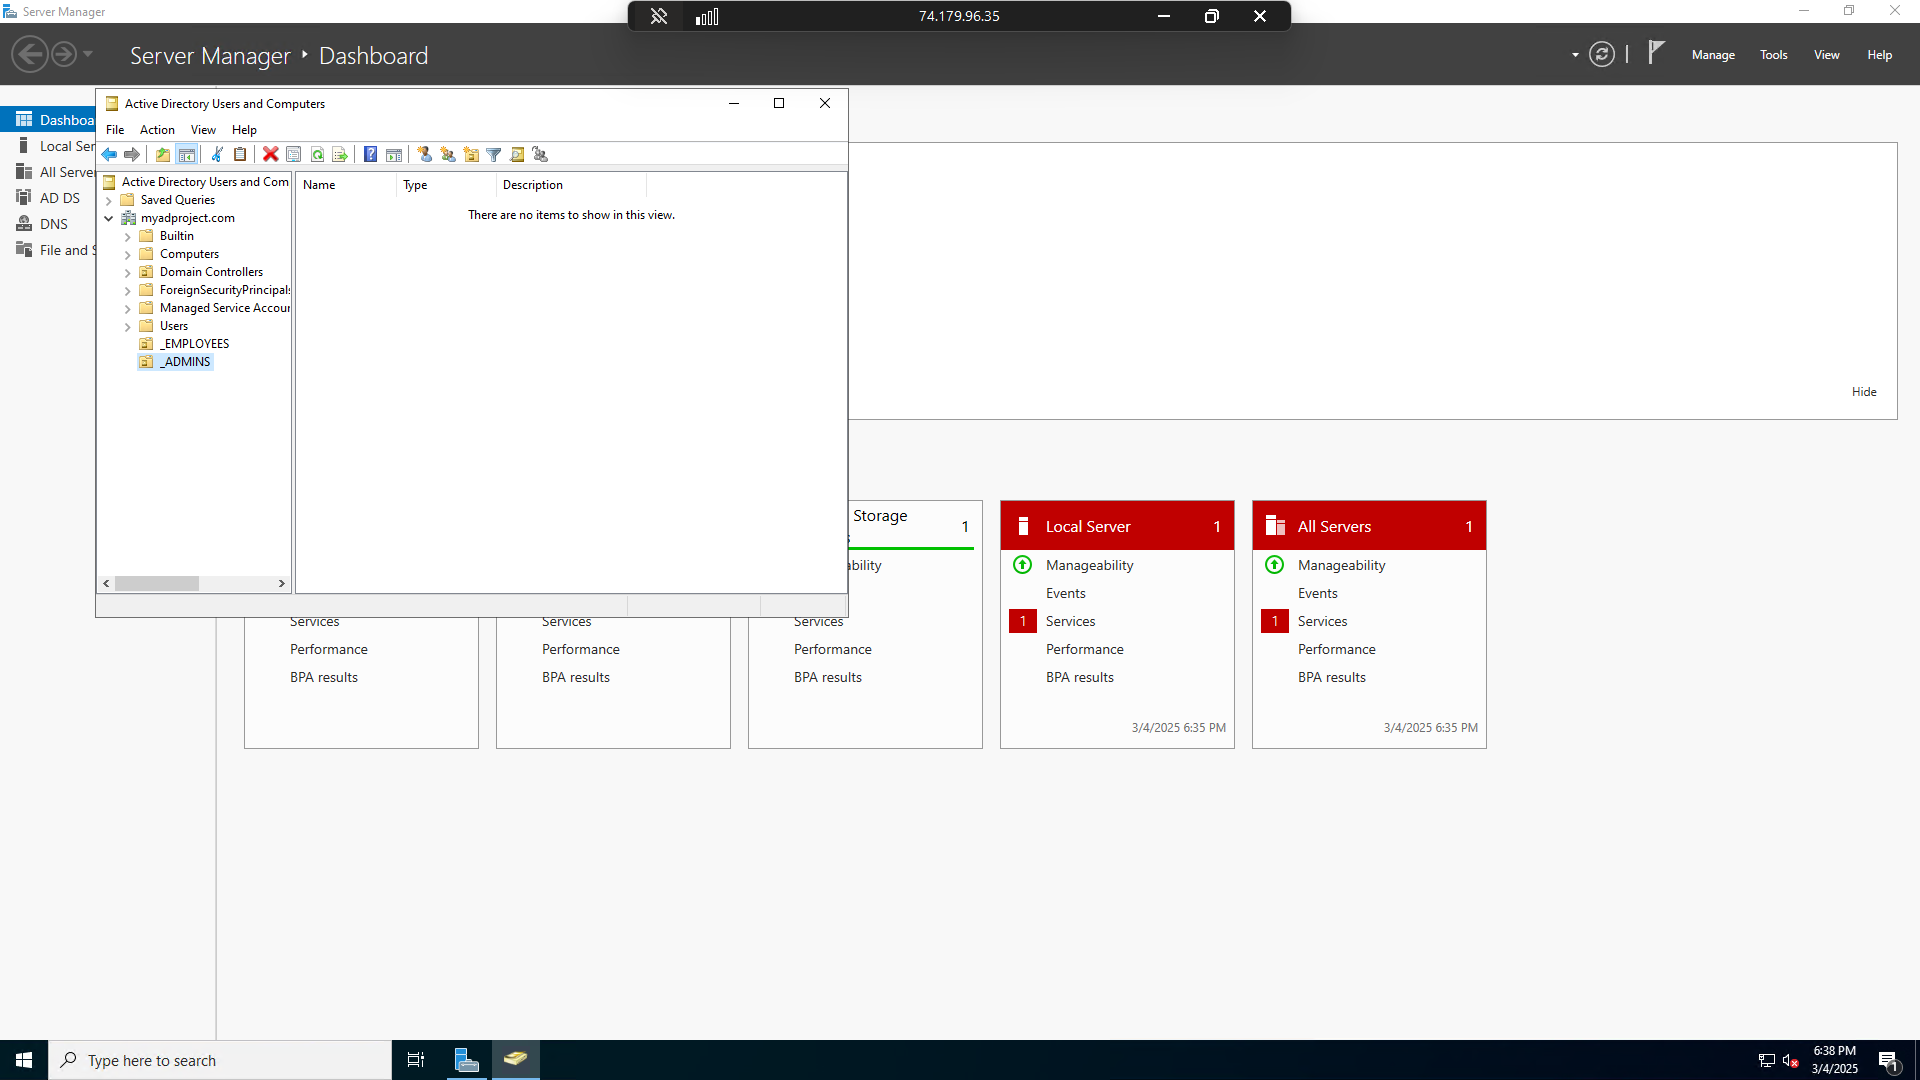 Server Manager
74.179.96.35
Server Manager ‣ Dashboard
Manage Tools View Help
Active Directory Users and Computers
File Action View Help
Dashboa
Local Ser
All Server
AD DS
DNS
File and S
Active Directory Users and Com
Saved Queries
myadproject.com
Builtin
Computers
Domain Controllers
ForeignSecurityPrincipals
Managed Service Accour
Users
_EMPLOYEES
_ADMINS
Name Type Description
There are no items to show in this view.
Hide
Storage 1
s
ability
Services
Performance
BPA results
Services
Performance
BPA results
Services
Performance
BPA results
Local Server 1
Manageability
Events
1 Services
Performance
BPA results
3/4/2025 6:35 PM
All Servers 1
Manageability
Events
1 Services
Performance
BPA results
3/4/2025 6:35 PM
Type here to search
6:38 PM
3/4/2025
1